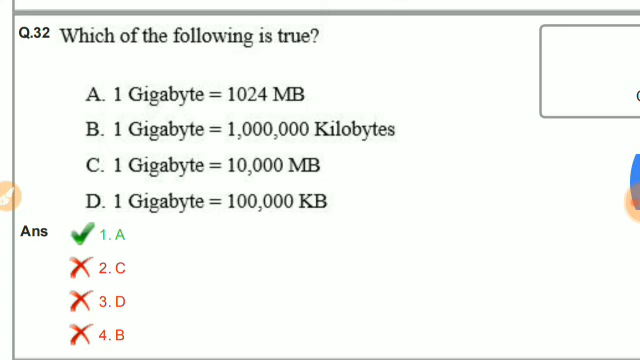 Q.32 Which of the following is true?
A. 1 Gigabyte = 1024 MB
B. 1 Gigabyte = 1,000,000 Kilobytes
C. 1 Gigabyte = 10,000 MB
D. 1 Gigabyte = 100,000 KB
Ans 1. A
2. C
3. D
4. B